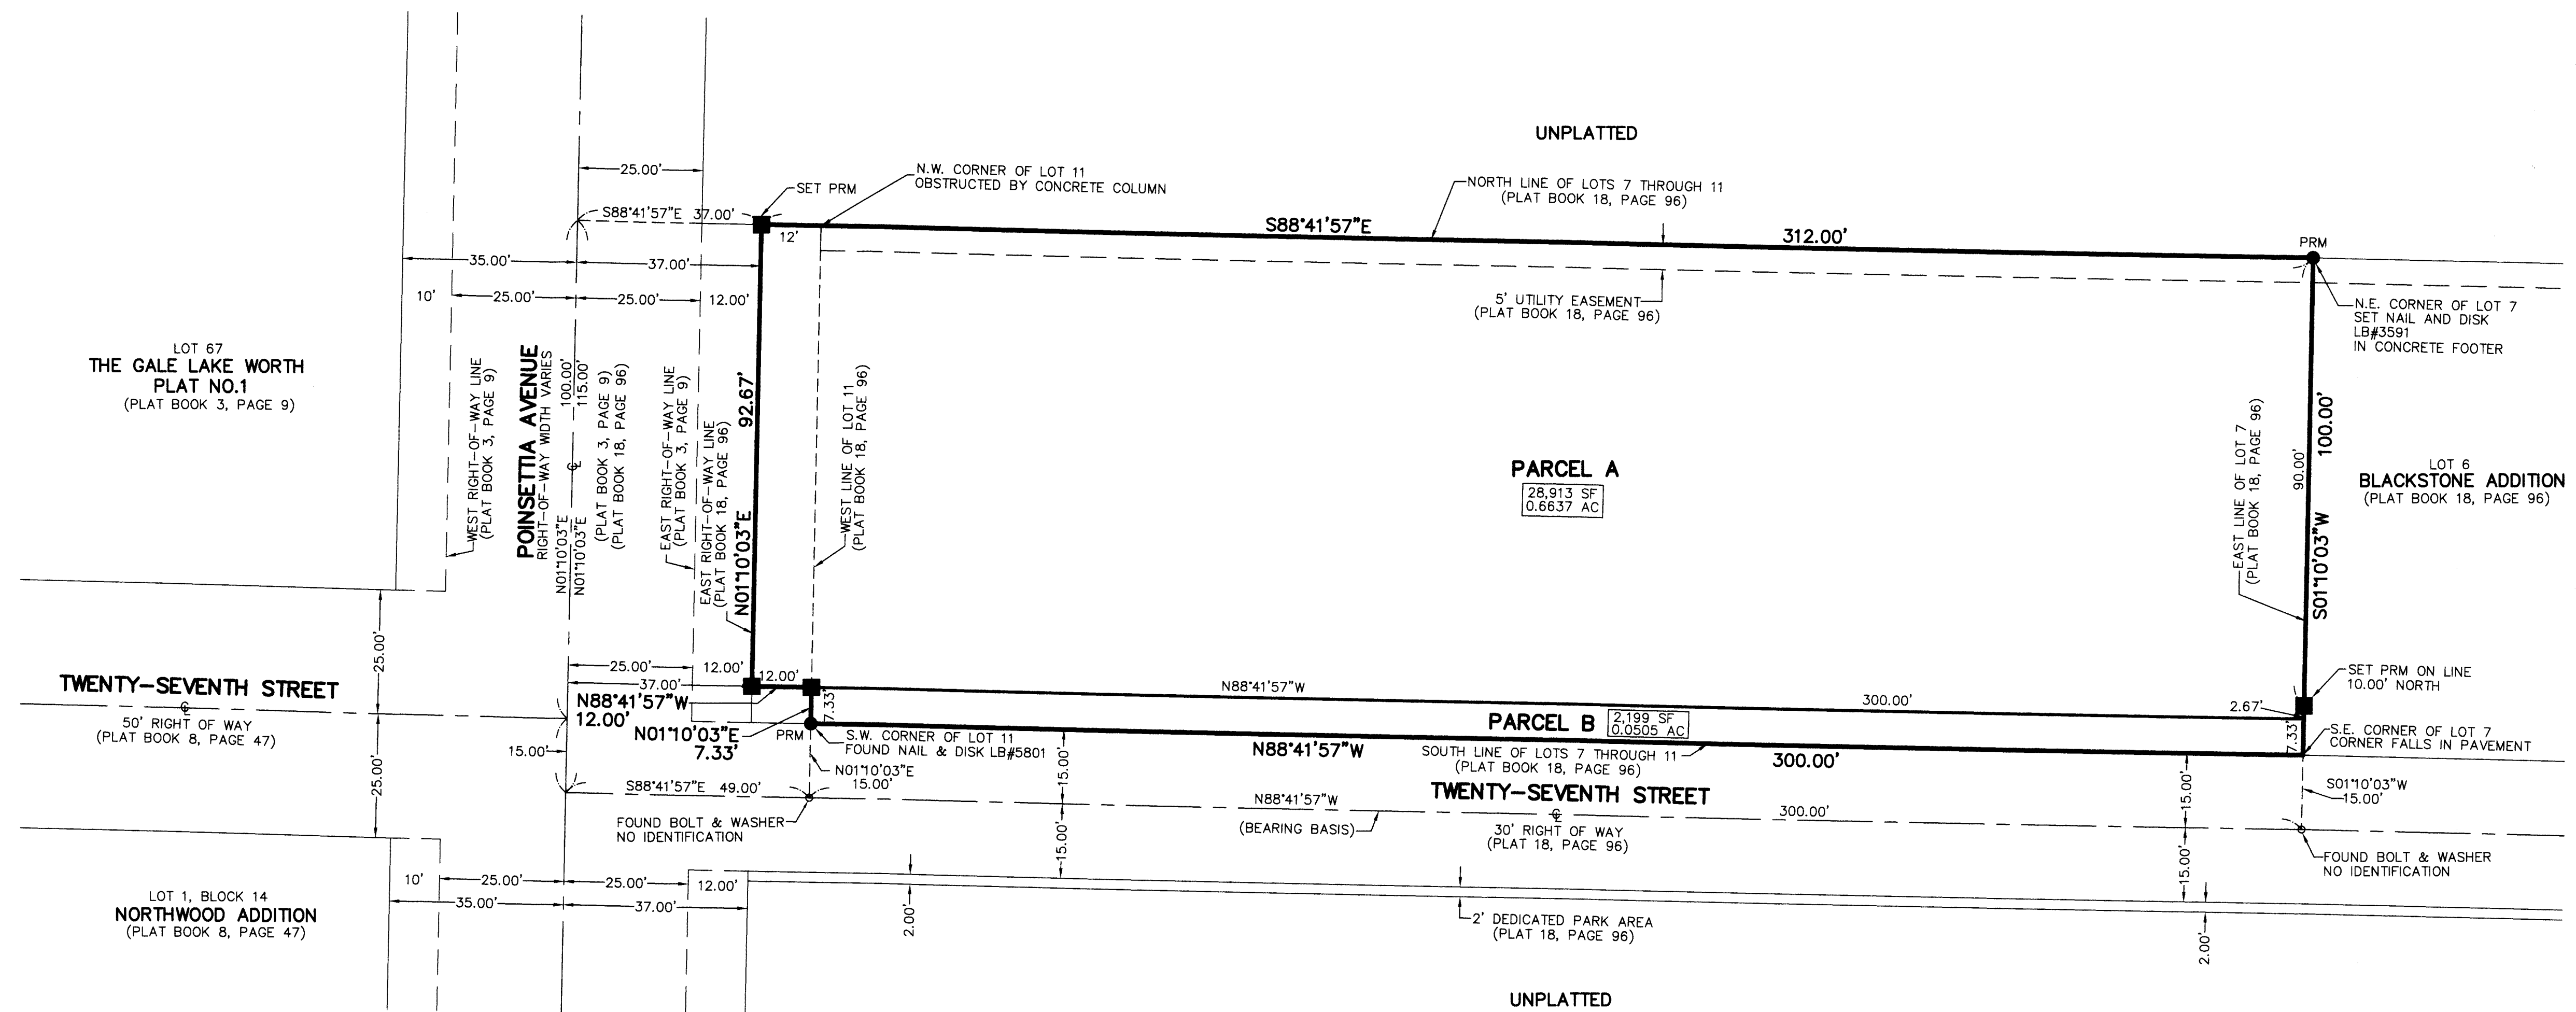 UNPLATTED
25.00'
SET PRM
N.W. CORNER OF LOT 11
OBSTRUCTED BY CONCRETE COLUMN
NORTH LINE OF LOTS 7 THROUGH 11
(PLAT BOOK 18, PAGE 96)
S88°41'57"E 37.00'
12'
S88°41'57"E
312.00'
PRM
35.00'
37.00'
10'
25.00'
25.00'
12.00'
5' UTILITY EASEMENT
(PLAT BOOK 18, PAGE 96)
N.E. CORNER OF LOT 7
SET NAIL AND DISK
LB#3591
IN CONCRETE FOOTER
LOT 67
THE GALE LAKE WORTH
PLAT NO.1
(PLAT BOOK 3, PAGE 9)
WEST RIGHT-OF-WAY LINE
(PLAT BOOK 3, PAGE 9)
POINSETTIA AVENUE
RIGHT-OF-WAY WIDTH VARIES
N01°10'03"E 100.00'
N01°10'03"E 115.00'
(PLAT BOOK 3, PAGE 9)
(PLAT BOOK 18, PAGE 96)
EAST RIGHT-OF-WAY LINE
(PLAT BOOK 3, PAGE 9)
EAST RIGHT-OF-WAY LINE
(PLAT BOOK 18, PAGE 96)
N01°10'03"E 92.67'
WEST LINE OF LOT 11
(PLAT BOOK 18, PAGE 96)
PARCEL A
28,913 SF
0.6637 AC
EAST LINE OF LOT 7
(PLAT BOOK 18, PAGE 96)
90.00'
S01°10'03"W 100.00'
LOT 6
BLACKSTONE ADDITION
(PLAT BOOK 18, PAGE 96)
25.00'
25.00'
12.00'
37.00'
12.00'
TWENTY-SEVENTH STREET
50' RIGHT OF WAY
(PLAT BOOK 8, PAGE 47)
25.00'
15.00'
N88°41'57"W
12.00'
N01°10'03"E
7.33'
PRM
7.33'
S.W. CORNER OF LOT 11
FOUND NAIL & DISK LB#5801
N88°41'57"W
300.00'
PARCEL B
2,199 SF
0.0505 AC
N88°41'57"W
SOUTH LINE OF LOTS 7 THROUGH 11
(PLAT BOOK 18, PAGE 96)
300.00'
2.67'
7.33'
SET PRM ON LINE
10.00' NORTH
S.E. CORNER OF LOT 7
CORNER FALLS IN PAVEMENT
N01°10'03"E
15.00'
S88°41'57"E 49.00'
FOUND BOLT & WASHER
NO IDENTIFICATION
15.00'
15.00'
N88°41'57"W
(BEARING BASIS)
TWENTY-SEVENTH STREET
30' RIGHT OF WAY
(PLAT 18, PAGE 96)
300.00'
15.00'
15.00'
S01°10'03"W
15.00'
FOUND BOLT & WASHER
NO IDENTIFICATION
LOT 1, BLOCK 14
NORTHWOOD ADDITION
(PLAT BOOK 8, PAGE 47)
10'
25.00'
25.00'
12.00'
35.00'
37.00'
2.00'
2' DEDICATED PARK AREA
(PLAT 18, PAGE 96)
2.00'
UNPLATTED